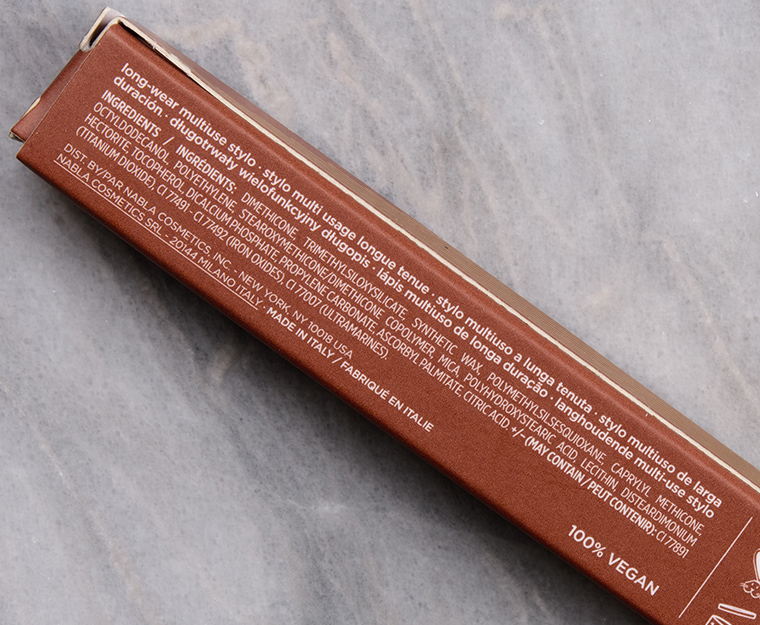 long-wear multiuse stylo · stylo multi usage longue tenue · stylo multiuso a lunga tenuta · stylo multiuso de larga
duración · długotrwały wielofunkcyjny długopis · lápis multiuso de longa duração · langhoudende multi-use stylo
INGREDIENTS / INGRÉDIENTS: DIMETHICONE, TRIMETHYLSILOXYSILICATE, SYNTHETIC WAX, POLYMETHYLSILSESQUIOXANE, CAPRYLYL METHICONE,
OCTYLDODECANOL, POLYETHYLENE, STEAROXYMETHICONE/DIMETHICONE COPOLYMER, MICA, POLYHYDROXYSTEARIC ACID, LECITHIN, DISTEARDIMONIUM
HECTORITE, TOCOPHEROL, DICALCIUM PHOSPHATE, PROPYLENE CARBONATE, ASCORBYL PALMITATE, CITRIC ACID. +/- (MAY CONTAIN / PEUT CONTENIR): CI 77891
(TITANIUM DIOXIDE), CI 77491 - CI 77492 (IRON OXIDES), CI 77007 (ULTRAMARINES).
DIST. BY/PAR NABLA COSMETICS, INC. - NEW YORK, NY 10018 USA
NABLA COSMETICS SRL - 20144 MILANO ITALY. MADE IN ITALY / FABRIQUÉ EN ITALIE
100% VEGAN